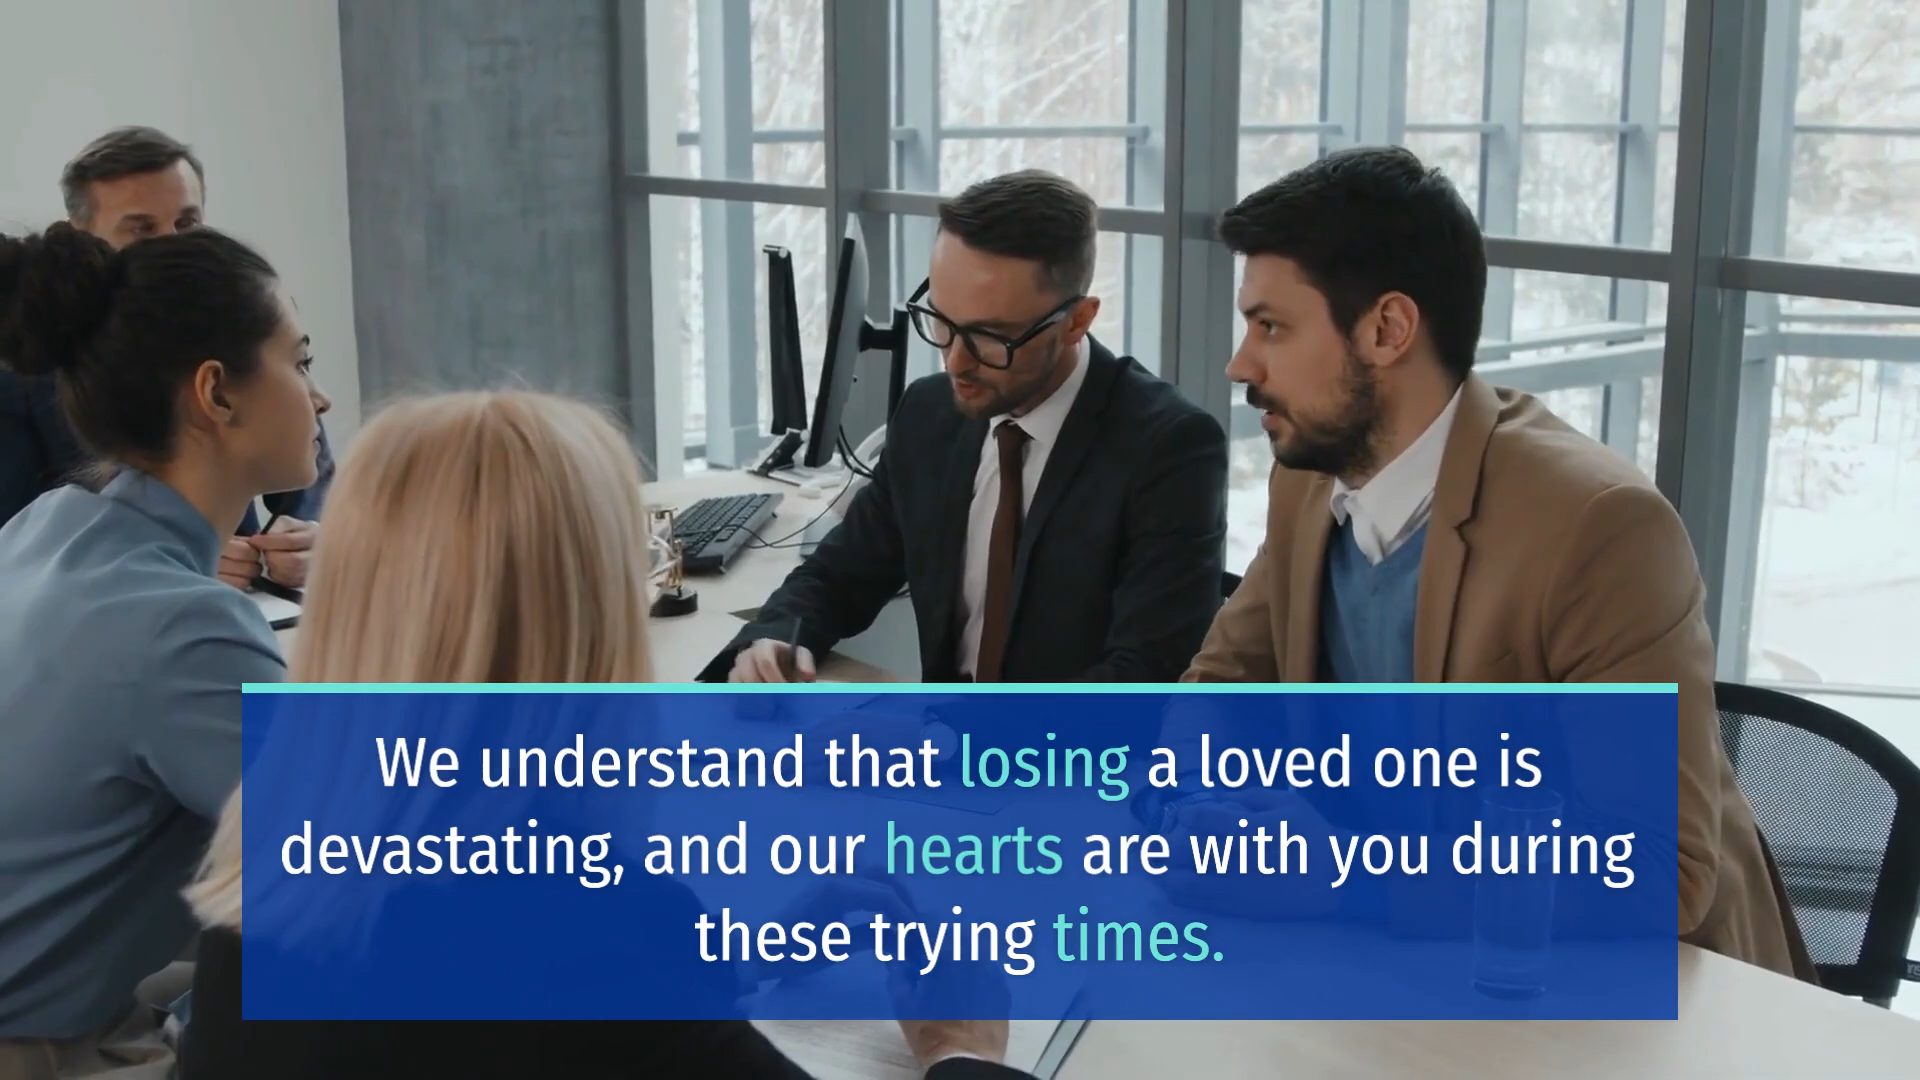 We understand that losing a loved one is
devastating, and our hearts are with you during
these trying times.